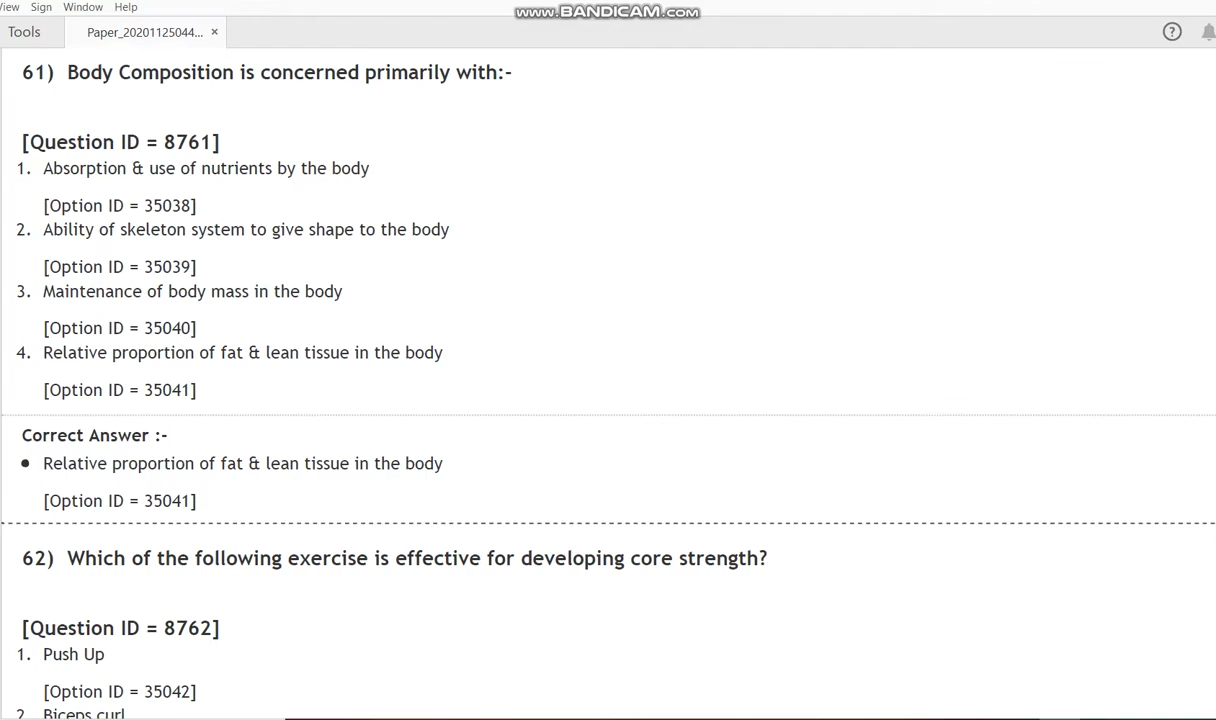 View Sign Window Help
www.BANDICAM.com
Tools Paper_20201125044... ×
61) Body Composition is concerned primarily with:-
[Question ID = 8761]
1. Absorption & use of nutrients by the body
[Option ID = 35038]
2. Ability of skeleton system to give shape to the body
[Option ID = 35039]
3. Maintenance of body mass in the body
[Option ID = 35040]
4. Relative proportion of fat & lean tissue in the body
[Option ID = 35041]
Correct Answer :-
• Relative proportion of fat & lean tissue in the body
[Option ID = 35041]
62) Which of the following exercise is effective for developing core strength?
[Question ID = 8762]
1. Push Up
[Option ID = 35042]
2. Biceps curl